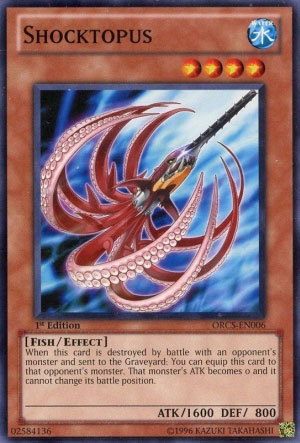 SHOCKTOPUS
WATER
水
1st Edition
ORCS-EN006
[FISH / EFFECT]
When this card is destroyed by battle with an opponent's
monster and sent to the Graveyard: You can equip this card to
that opponent's monster. That monster's ATK becomes 0 and it
cannot change its battle position.
ATK/1600 DEF/ 800
02584136
©1996 KAZUKI TAKAHASHI